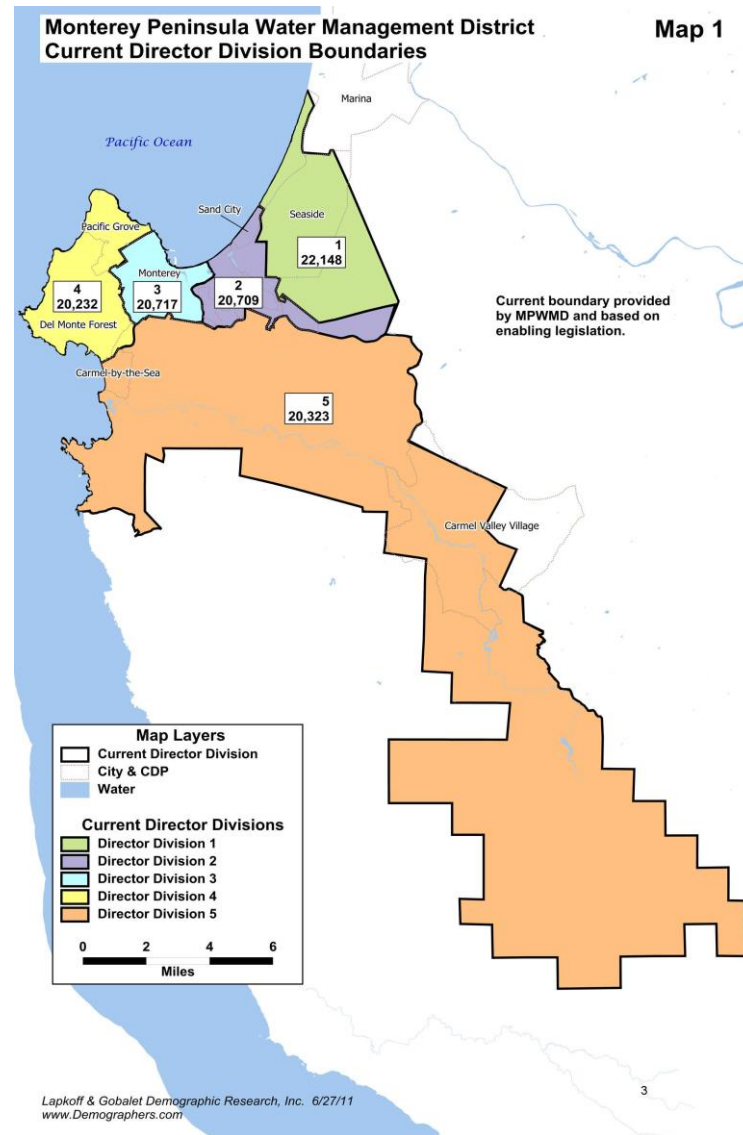 Monterey Peninsula Water Management District
Current Director Division Boundaries
Map 1
Marina
Pacific Ocean
Sand City
Seaside
Pacific Grove
1
22,148
Monterey
4
20,232
3
20,717
2
20,709
Current boundary provided
by MPWMD and based on
enabling legislation.
Del Monte Forest
Carmel-by-the-Sea
5
20,323
Carmel Valley Village
Map Layers
Current Director Division
City & CDP
Water
Current Director Divisions
Director Division 1
Director Division 2
Director Division 3
Director Division 4
Director Division 5
0 2 4 6
Miles
3
Lapkoff & Gobalet Demographic Research, Inc. 6/27/11
www.Demographers.com